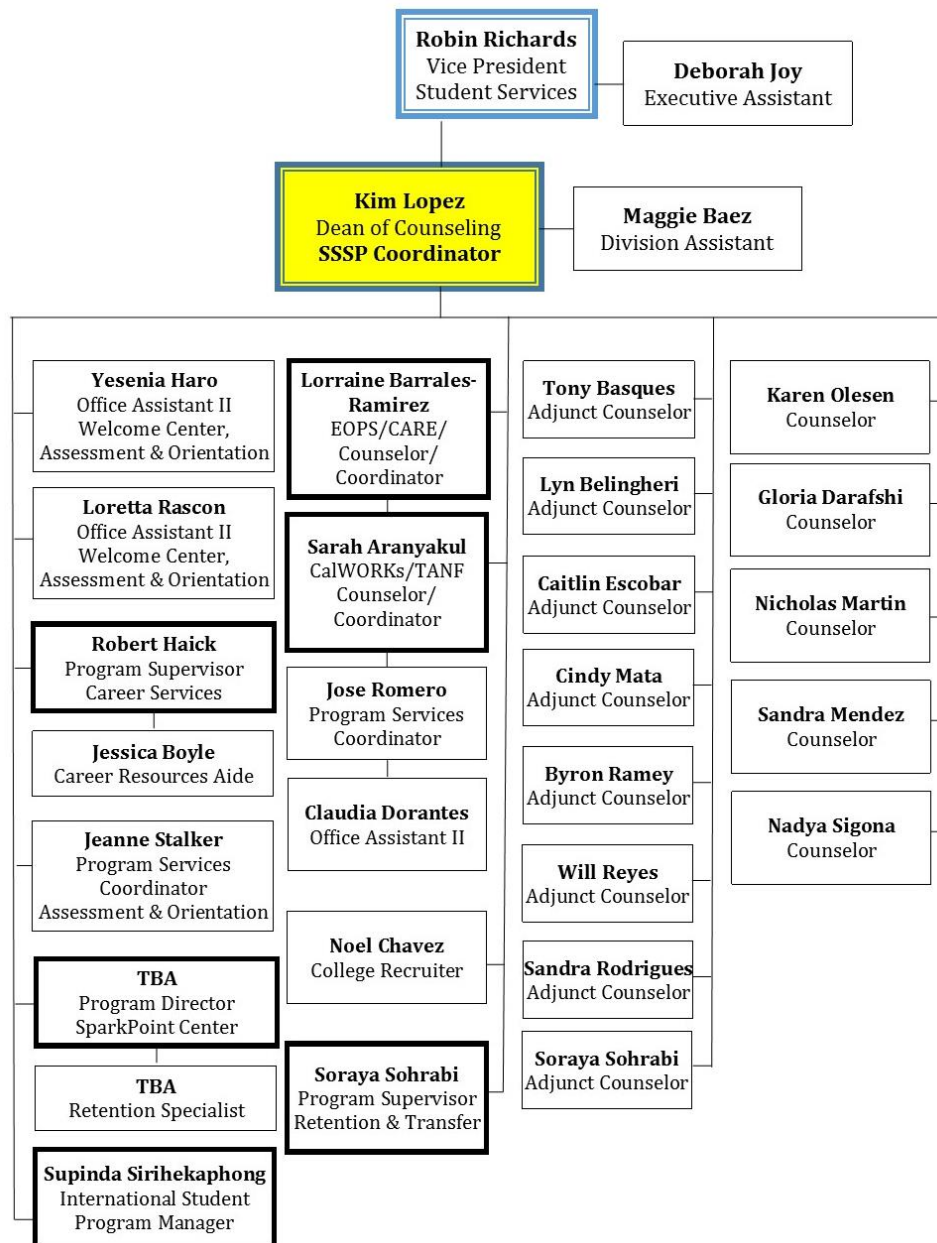 Robin Richards
Vice President
Student Services
Deborah Joy
Executive Assistant
Kim Lopez
Dean of Counseling
SSSP Coordinator
Maggie Baez
Division Assistant
Yesenia Haro
Office Assistant II
Welcome Center,
Assessment & Orientation
Loretta Rascon
Office Assistant II
Welcome Center,
Assessment & Orientation
Robert Haick
Program Supervisor
Career Services
Jessica Boyle
Career Resources Aide
Jeanne Stalker
Program Services
Coordinator
Assessment & Orientation
TBA
Program Director
SparkPoint Center
TBA
Retention Specialist
Supinda Sirihekaphong
International Student
Program Manager
Lorraine Barrales-
Ramirez
EOPS/CARE/
Counselor/
Coordinator
Sarah Aranyakul
CalWORKs/TANF
Counselor/
Coordinator
Jose Romero
Program Services
Coordinator
Claudia Dorantes
Office Assistant II
Noel Chavez
College Recruiter
Soraya Sohrabi
Program Supervisor
Retention & Transfer
Tony Basques
Adjunct Counselor
Lyn Belingheri
Adjunct Counselor
Caitlin Escobar
Adjunct Counselor
Cindy Mata
Adjunct Counselor
Byron Ramey
Adjunct Counselor
Will Reyes
Adjunct Counselor
Sandra Rodrigues
Adjunct Counselor
Soraya Sohrabi
Adjunct Counselor
Karen Olesen
Counselor
Gloria Darafshi
Counselor
Nicholas Martin
Counselor
Sandra Mendez
Counselor
Nadya Sigona
Counselor